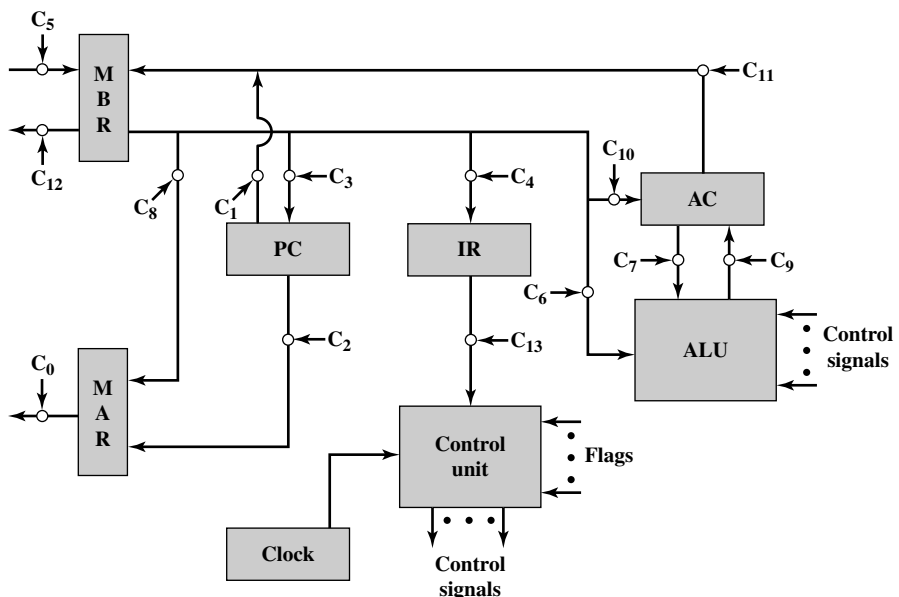 C5
C11
M
B
R
C12
C8
C1
C3
C4
C10
AC
PC
IR
C7
C9
C6
C2
C13
ALU
Control
signals
C0
M
A
R
Control
unit
Flags
Clock
Control
signals